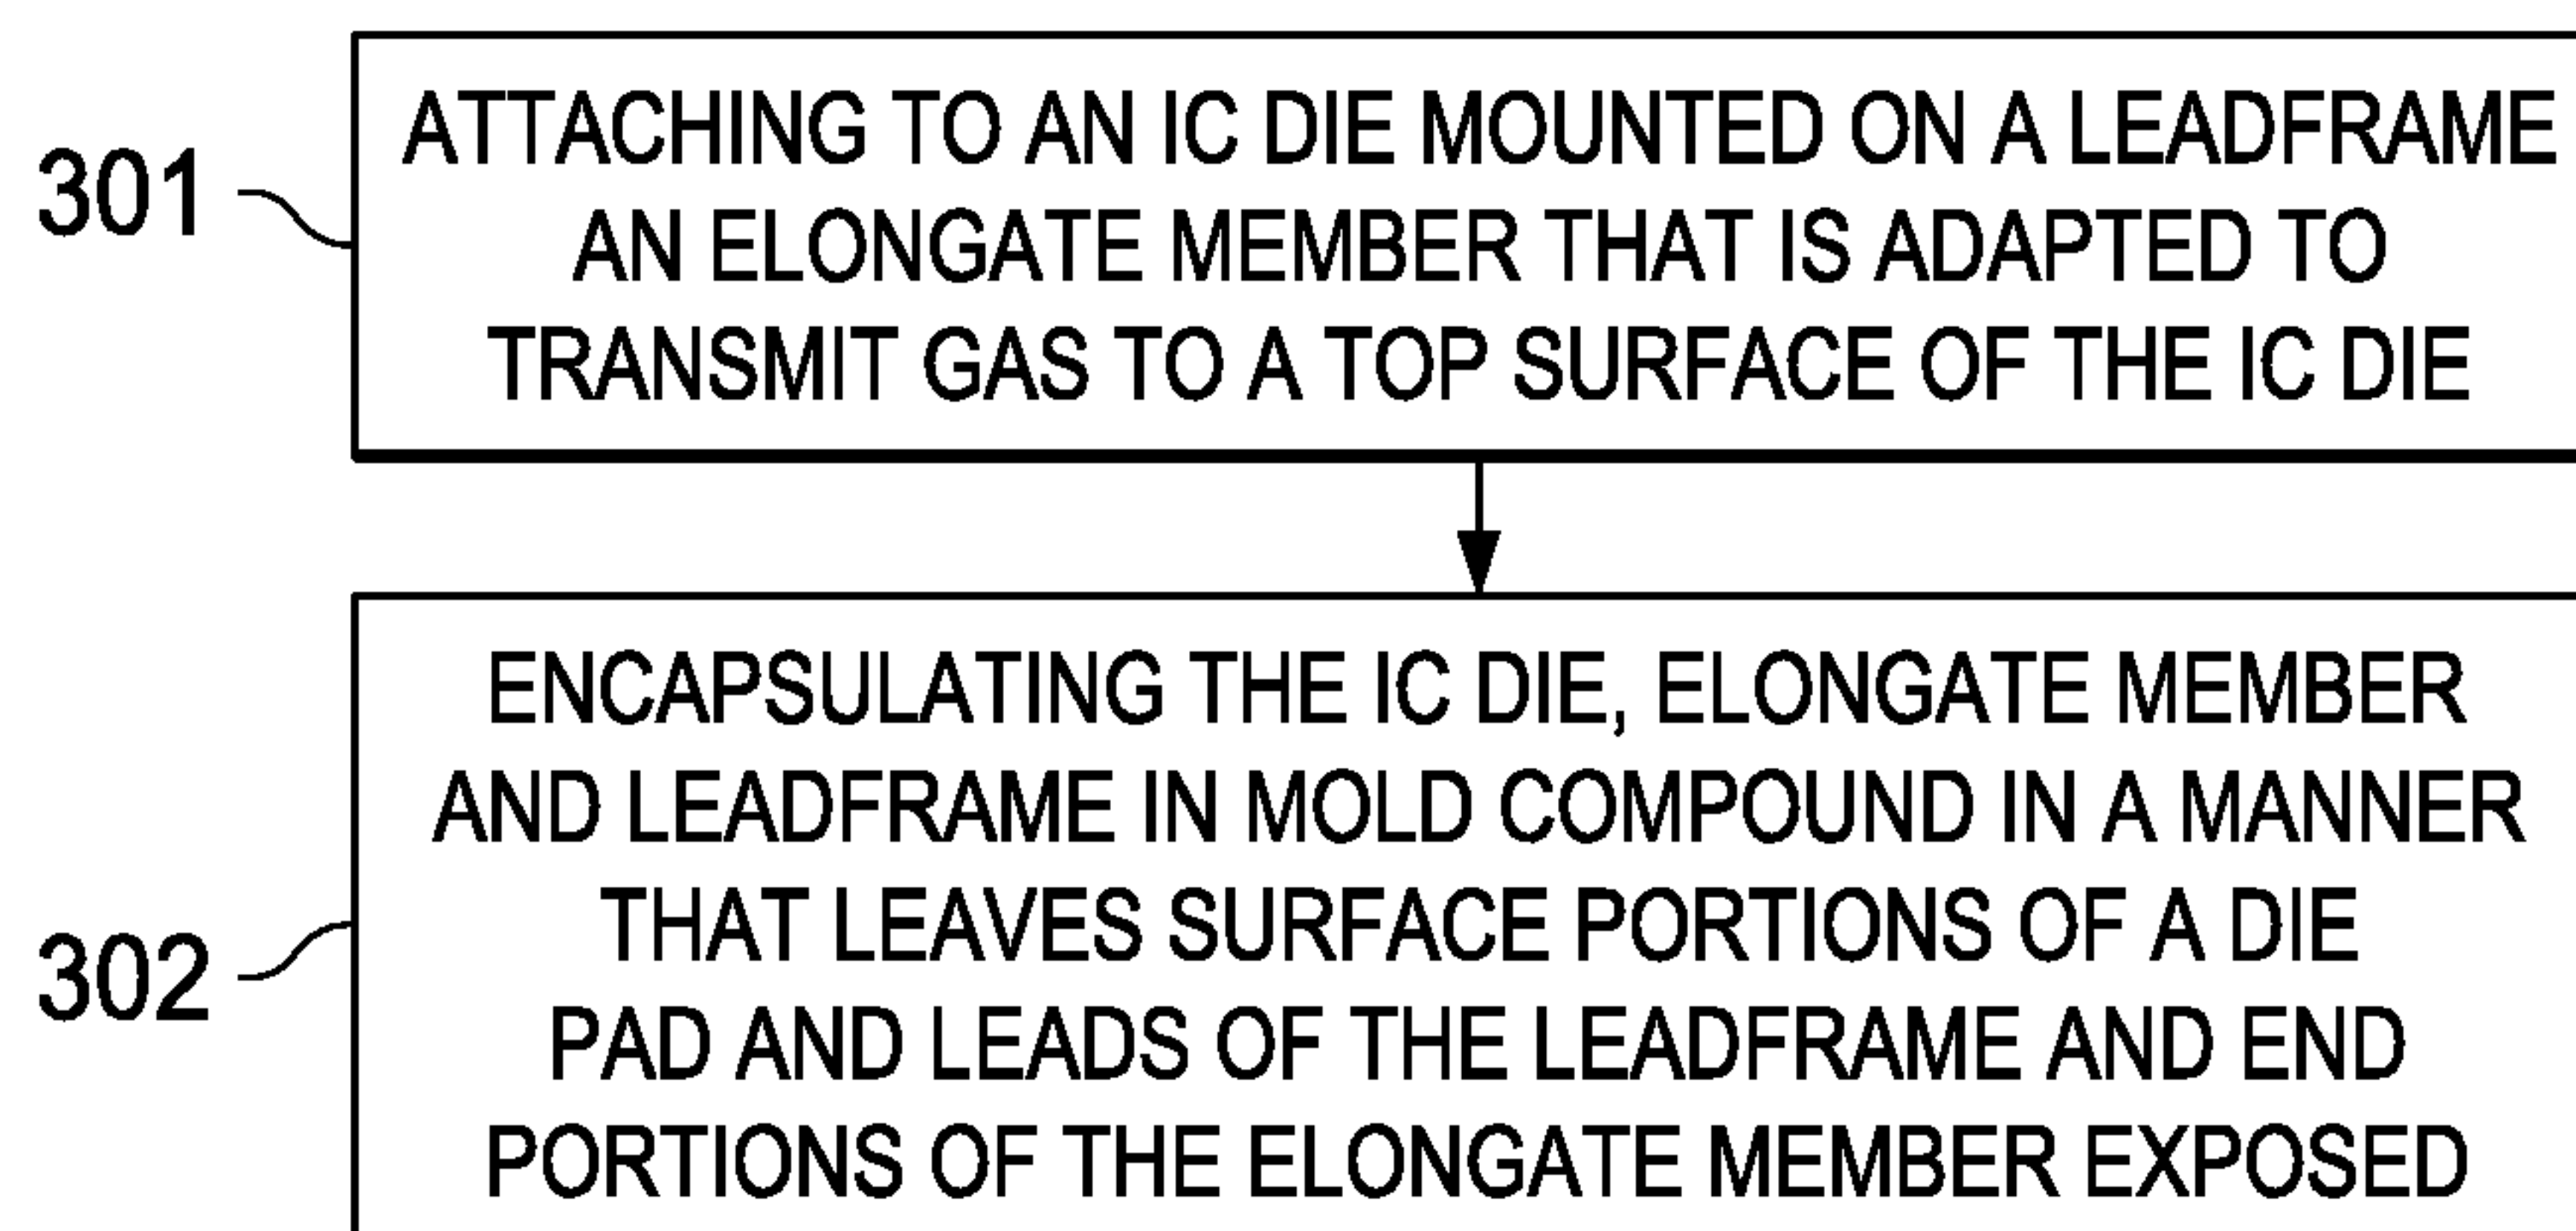 301
ATTACHING TO AN IC DIE MOUNTED ON A LEADFRAME
AN ELONGATE MEMBER THAT IS ADAPTED TO
TRANSMIT GAS TO A TOP SURFACE OF THE IC DIE
302
ENCAPSULATING THE IC DIE, ELONGATE MEMBER
AND LEADFRAME IN MOLD COMPOUND IN A MANNER
THAT LEAVES SURFACE PORTIONS OF A DIE
PAD AND LEADS OF THE LEADFRAME AND END
PORTIONS OF THE ELONGATE MEMBER EXPOSED